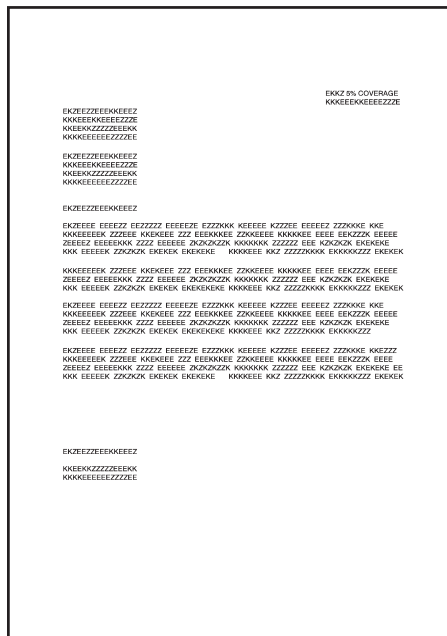 EKKZ 5% COVERAGE
KKKEEEKKEEEEZZZE
EKZEEZZEEEKKEEEZ
KKKEEEKKEEEEZZZE
KKEEKKZZZZZEEEKK
KKKKEEEEEEZZZZEE
EKZEEZZEEEKKEEEZ
KKKEEEKKEEEEZZZE
KKEEKKZZZZZEEEKK
KKKKEEEEEEZZZZEE
EKZEEZZEEEKKEEEZ
EKZEEEE EEEEZZ EEZZZZZ EEEEEZE EZZZKKK KEEEEE KZZZEE EEEEEZ ZZZKKKE KKE
KKKEEEEEK ZZZEEE KKEKEEE ZZZ EEEKKKEE ZZKKEEEE KKKKKEE EEEE EEKZZZK EEEEE
ZEEEEZ EEEEEKKK ZZZZ EEEEEE ZKZKZKZZK KKKKKKK ZZZZZZ EEE KZKZKZK EKEKEKE
KKK EEEEEK ZZKZKZK EKEKEK EKEKEKE KKKKEEE KKZ ZZZZZKKKK EKKKKKZZZ EKEKEK
KKKEEEEEK ZZZEEE KKEKEEE ZZZ EEEKKKEE ZZKKEEEE KKKKKEE EEEE EEKZZZK EEEEE
ZEEEEZ EEEEEKKK ZZZZ EEEEEE ZKZKZKZZK KKKKKKK ZZZZZZ EEE KZKZKZK EKEKEKE
KKK EEEEEK ZZKZKZK EKEKEK EKEKEKEKE KKKKEEE KKZ ZZZZZKKKK EKKKKKZZZ EKEKEK
EKZEEEE EEEEZZ EEZZZZZ EEEEEZE EZZZKKK KEEEEE KZZZEE EEEEEZ ZZZKKKE KKE
KKKEEEEEK ZZZEEE KKEKEEE ZZZ EEEKKKEE ZZKKEEEE KKKKKEE EEEE EEKZZZK EEEEE
ZEEEEZ EEEEEKKK ZZZZ EEEEEE ZKZKZKZZK KKKKKKK ZZZZZZ EEE KZKZKZK EKEKEKE
KKK EEEEEK ZZKZKZK EKEKEK EKEKEKE KKKKEEE KKZ ZZZZZKKKK EKKKKKZZZ
EKZEEEE EEEEZZ EEZZZZZ EEEEEZE EZZZKKK KEEEEE KZZZEE EEEEEZ ZZZKKKE KKEZZZ
KKKEEEEEK ZZZEEE KKEKEEE ZZZ EEEKKKEE ZZKKEEEE KKKKKEE EEEE EEKZZZK EEEEE
ZEEEEZ EEEEEKKK ZZZZ EEEEEE ZKZKZKZZK KKKKKKK ZZZZZZ EEE KZKZKZK EKEKEKE EE
KKK EEEEEK ZZKZKZK EKEKEK EKEKEKE KKKKEEE KKZ ZZZZZKKKK EKKKKKZZZ EKEKEK
EKZEEZZEEEKKEEEZ
KKEEKKZZZZZEEEKK
KKKKEEEEEEZZZZEE